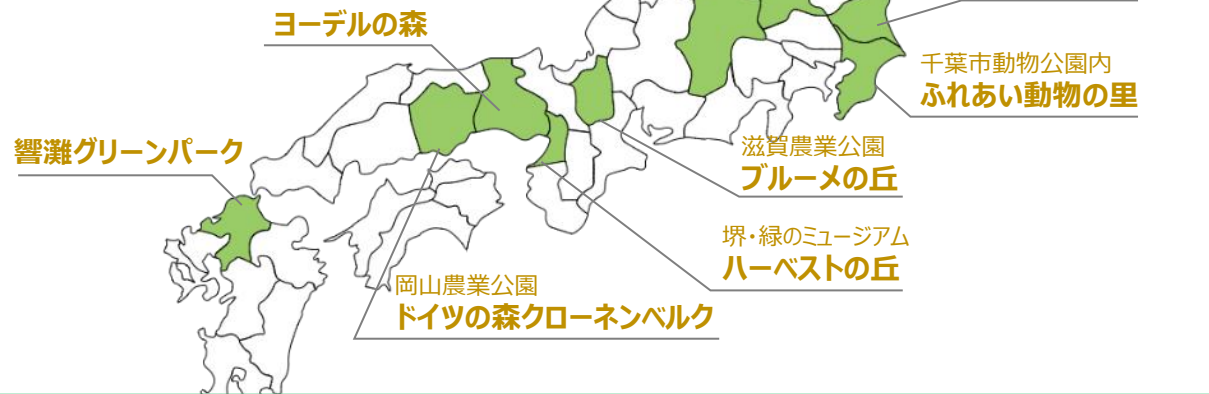 ヨーデルの森
千葉市動物公園内
ふれあい動物の里
響灘グリーンパーク
滋賀農業公園
ブルーメの丘
堺・緑のミュージアム
ハーベストの丘
岡山農業公園
ドイツの森クローネンベルク